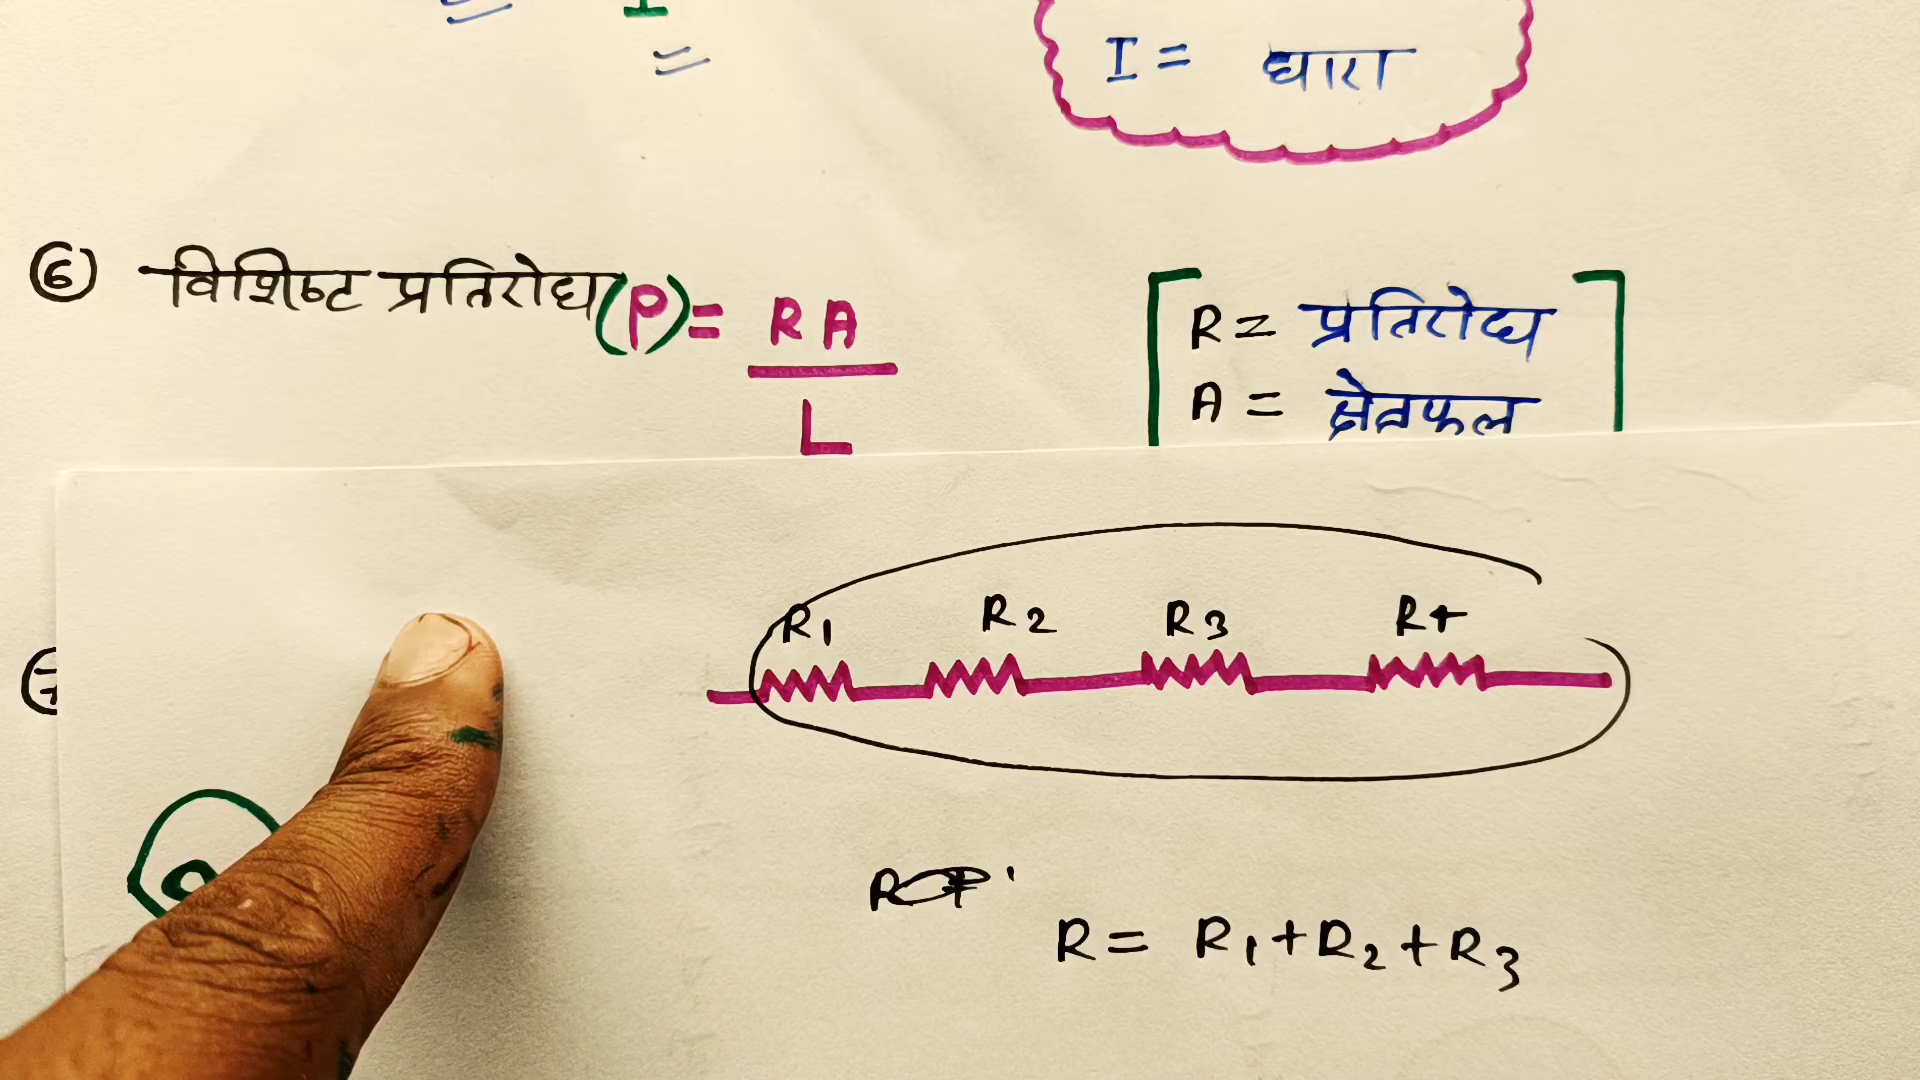 I
I = धारा
⑥ विशिष्ट प्रतिरोध (ρ) = RA
L
R = प्रतिरोध
A = क्षेत्रफल
R1 R2 R3 R4
R = R1 + R2 + R3